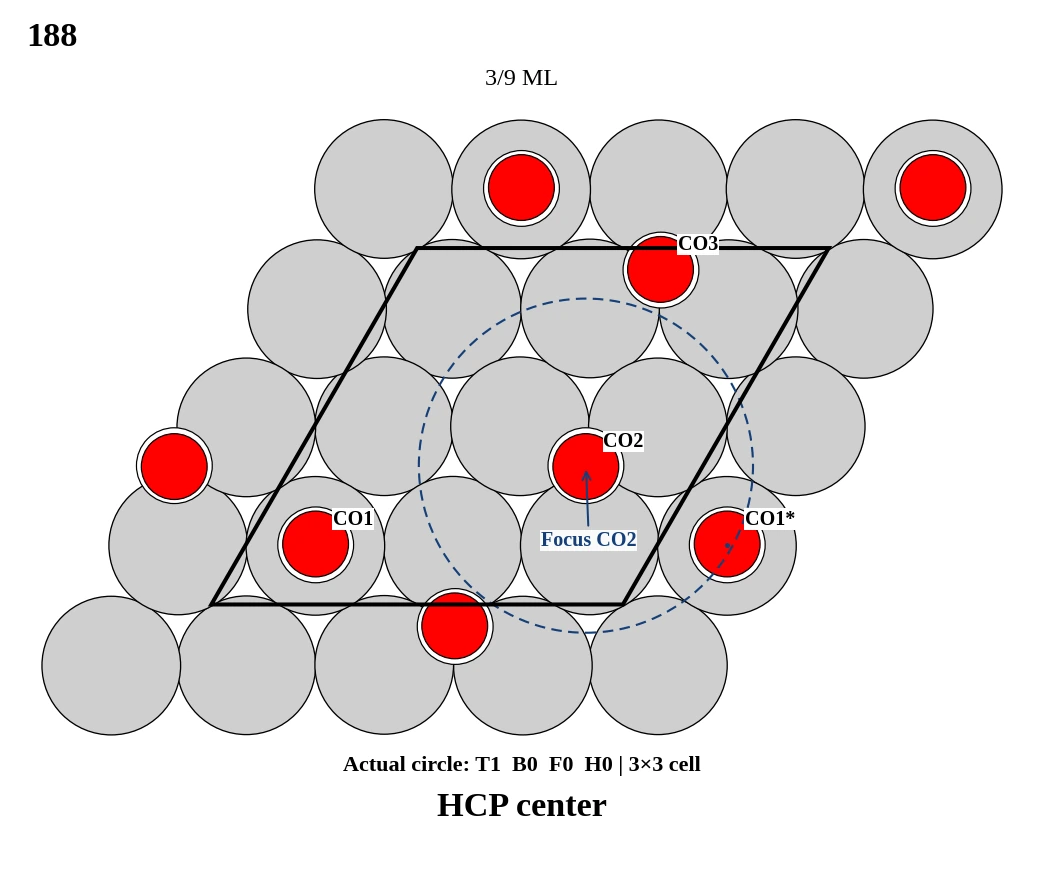 188
3/9 ML
CO3
CO2
CO1
CO1*
Focus CO2
Actual circle: T1  B0  F0  H0 | 3×3 cell
HCP center